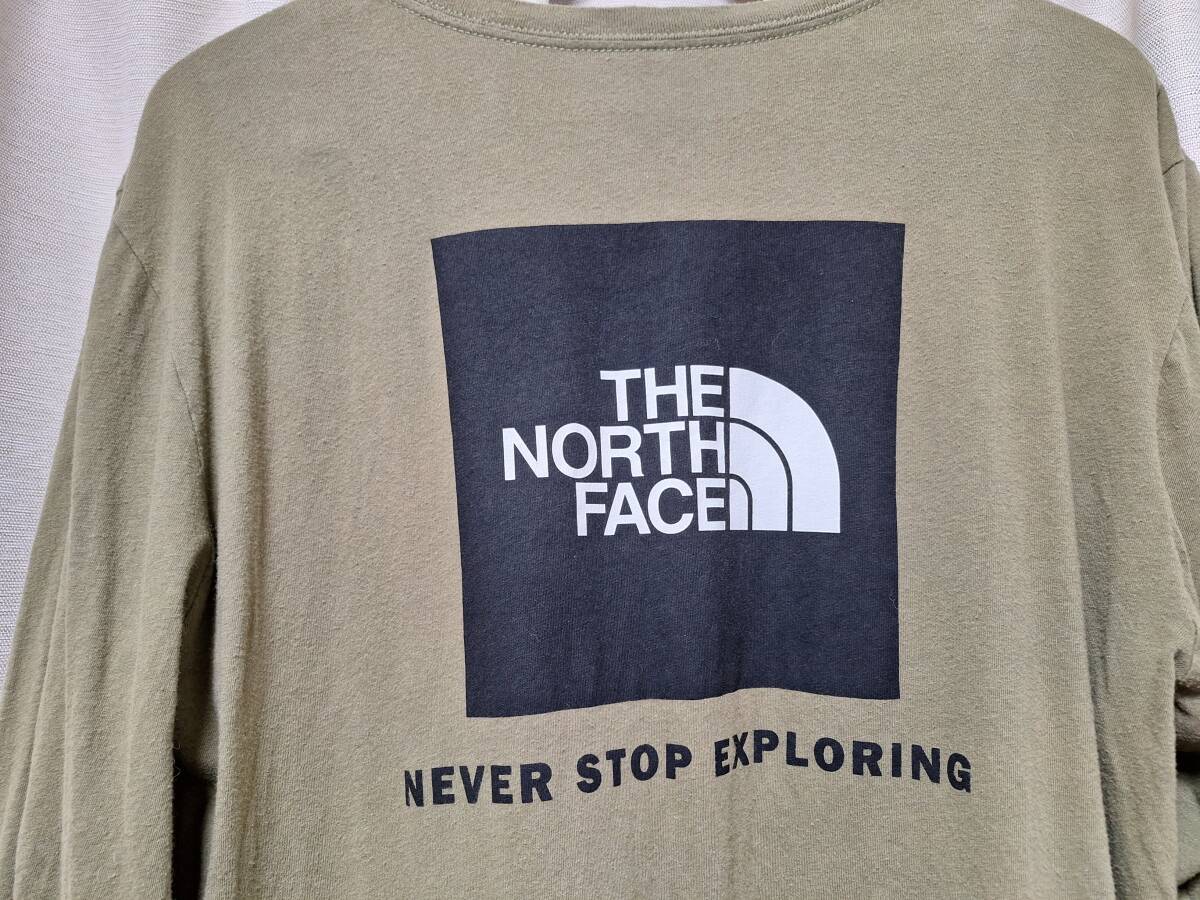 THE
NORTH
FACE
NEVER STOP EXPLORING